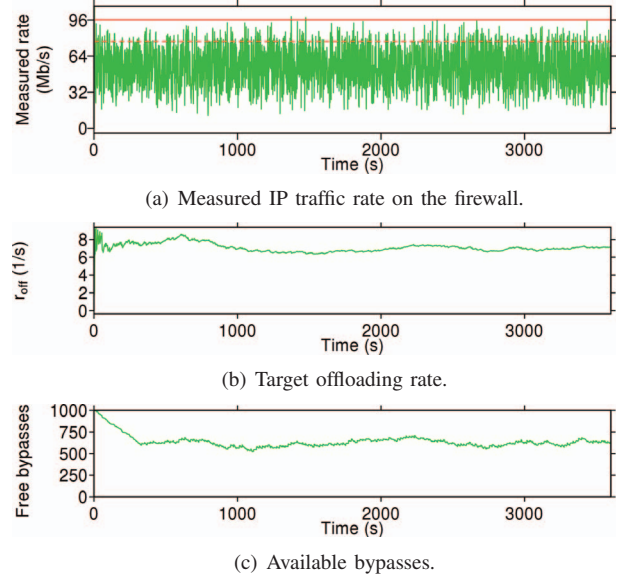 Measured rate
(Mb/s)
96
64
32
0
0 1000 2000 3000
Time (s)
(a) Measured IP traffic rate on the firewall.
r_off (1/s)
8
6
4
2
0
0 1000 2000 3000
Time (s)
(b) Target offloading rate.
Free bypasses
1000
750
500
250
0
0 1000 2000 3000
Time (s)
(c) Available bypasses.